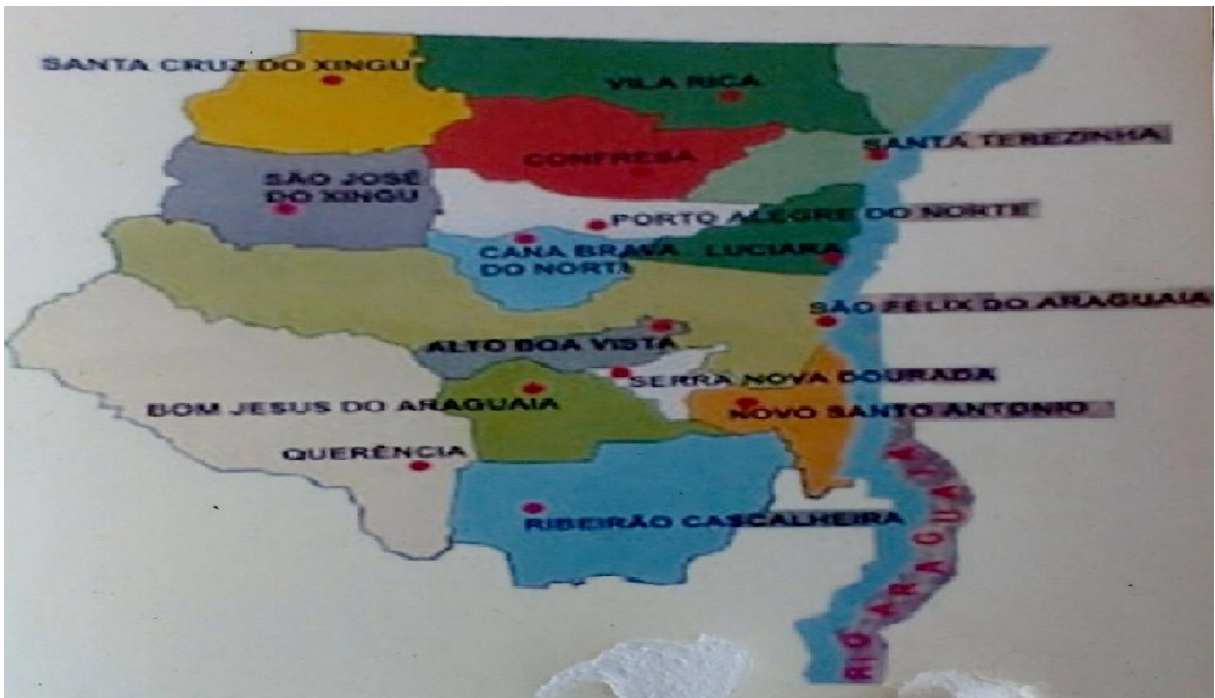 SANTA CRUZ DO XINGU
VILA RICA
SANTA TEREZINHA
CONFRESA
SÃO JOSÉ
DO XINGU
PORTO ALEGRE DO NORTE
CANA BRAVA
DO NORTE
LUCIARA
SÃO FÉLIX DO ARAGUAIA
ALTO BOA VISTA
SERRA NOVA DOURADA
BOM JESUS DO ARAGUAIA
NOVO SANTO ANTONIO
QUERÊNCIA
RIBEIRÃO CASCALHEIRA
RIO ARAGUAIA